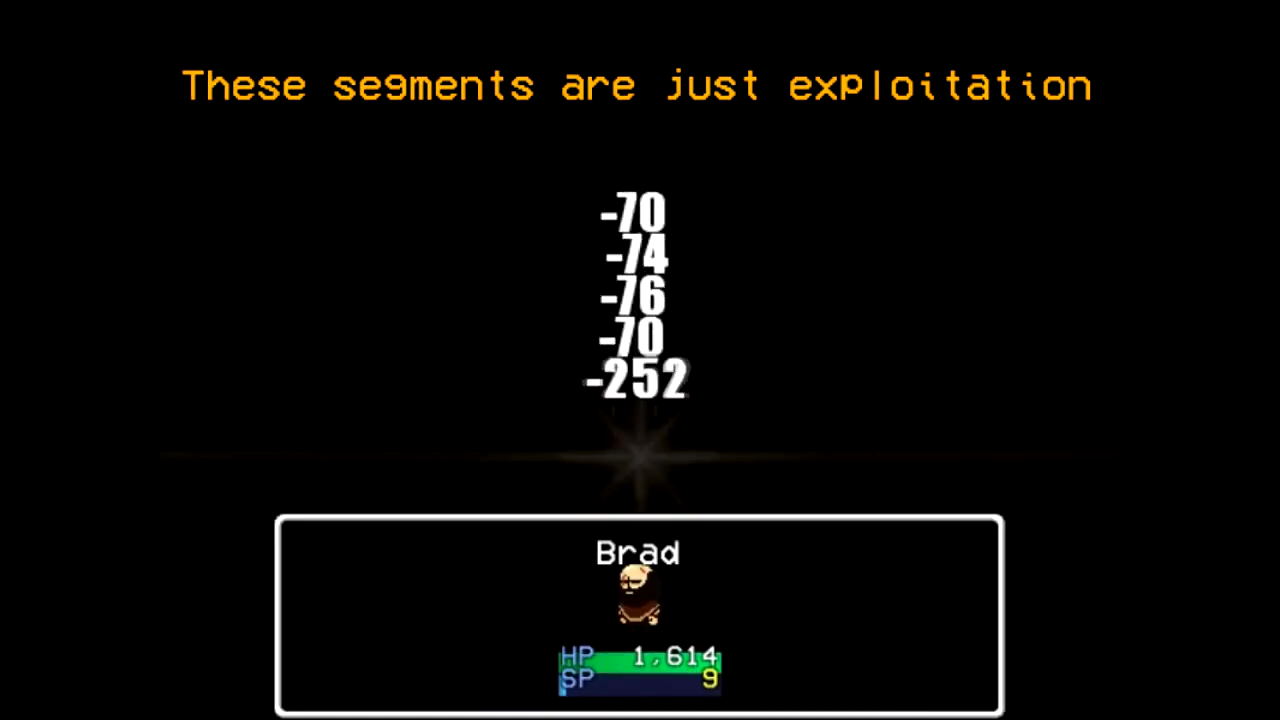 These segments are just exploitation
-70
-74
-76
-70
-252
Brad
HP 1,614
SP 9